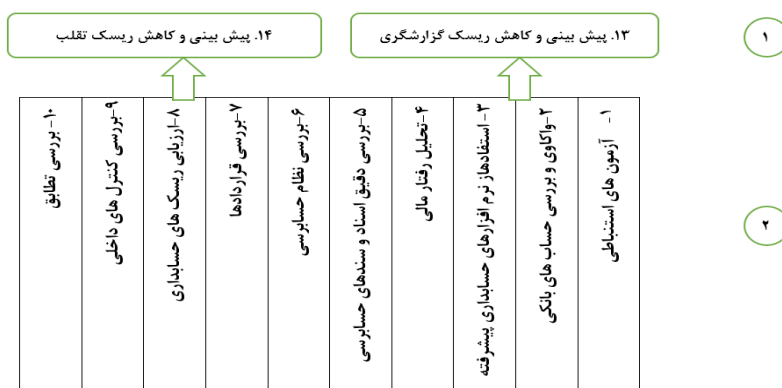 ۱
۱۳. پیش بینی و کاهش ریسک گزارشگری
۱۴. پیش بینی و کاهش ریسک تقلب
۲
۱- آزمون های استنباطی
۲-واکاوی و بررسی حساب های بانکی
۳- استفادهاز نرم افزارهای حسابداری پیشرفته
۴-تحلیل رفتار مالی
۵-بررسی دقیق اسناد و سندهای حسابرسی
۶-بررسی نظام حسابرسی
۷-بررسی قراردادها
۸-ارزیابی ریسک های حسابداری
۹-بررسی کنترل های داخلی
۱۰- بررسی تطابق